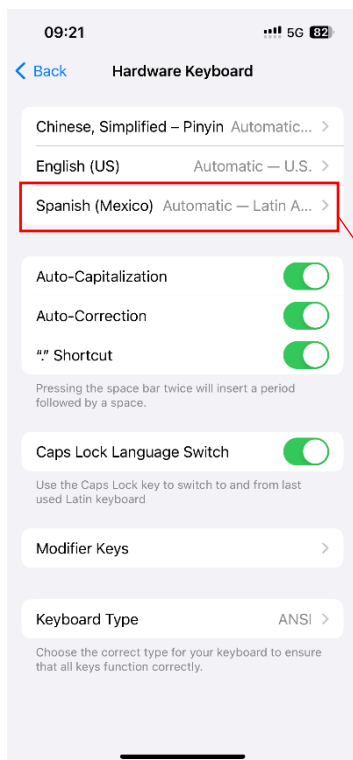 09:21 5G 82
Back Hardware Keyboard
Chinese, Simplified – Pinyin Automatic...
English (US) Automatic — U.S.
Spanish (Mexico) Automatic — Latin A...
Auto-Capitalization
Auto-Correction
“.” Shortcut
Pressing the space bar twice will insert a period
followed by a space.
Caps Lock Language Switch
Use the Caps Lock key to switch to and from last
used Latin keyboard
Modifier Keys
Keyboard Type ANSI
Choose the correct type for your keyboard to ensure
that all keys function correctly.